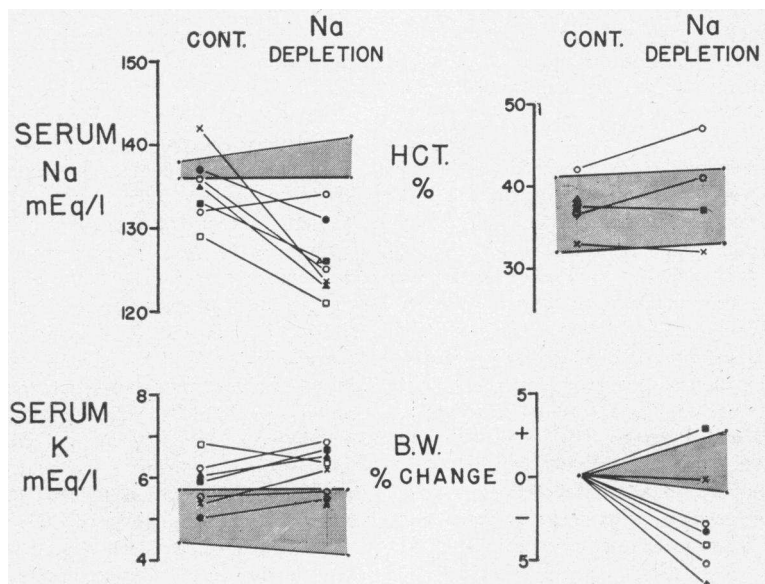 CONT.
Na
DEPLETION
CONT.
Na
DEPLETION
150
140
130
120
SERUM
Na
mEq/l
50
40
30
HCT.
%
8
6
4
SERUM
K
mEq/l
5
+
0
−
5
B.W.
% CHANGE